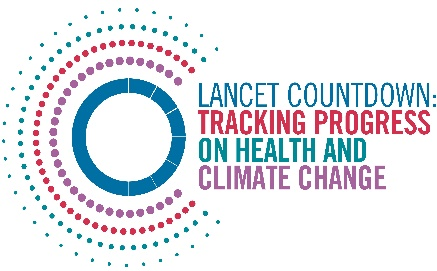 LANCET COUNTDOWN:
TRACKING PROGRESS
ON HEALTH AND
CLIMATE CHANGE